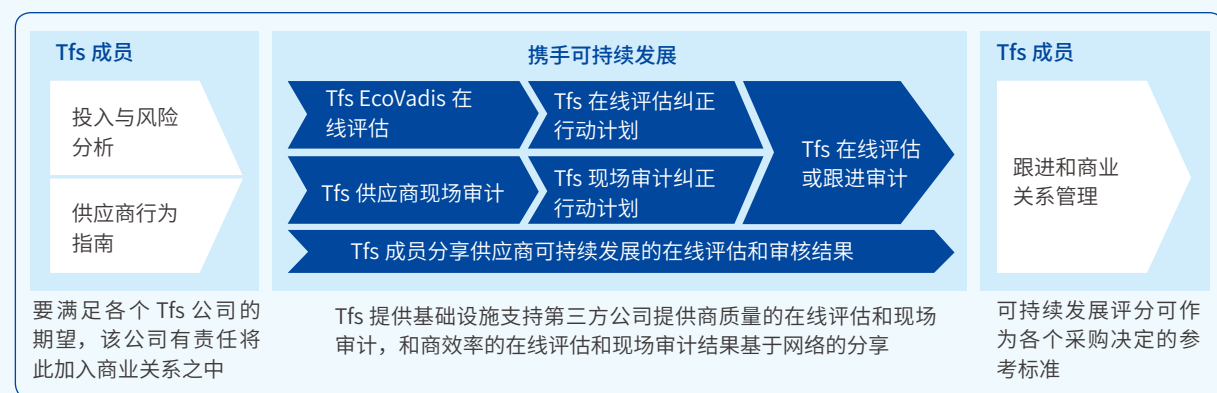 Tfs 成员
投入与风险
分析
供应商行为
指南
要满足各个 Tfs 公司的
期望，该公司有责任将
此加入商业关系之中
携手可持续发展
Tfs EcoVadis 在
线评估
Tfs 在线评估纠正
行动计划
Tfs 供应商现场审计
Tfs 现场审计纠正
行动计划
Tfs 在线评估
或跟进审计
Tfs 成员分享供应商可持续发展的在线评估和审核结果
Tfs 提供基础设施支持第三方公司提供商质量的在线评估和现场
审计，和商效率的在线评估和现场审计结果基于网络的分享
Tfs 成员
跟进和商业
关系管理
可持续发展评分可作
为各个采购决定的参
考标准